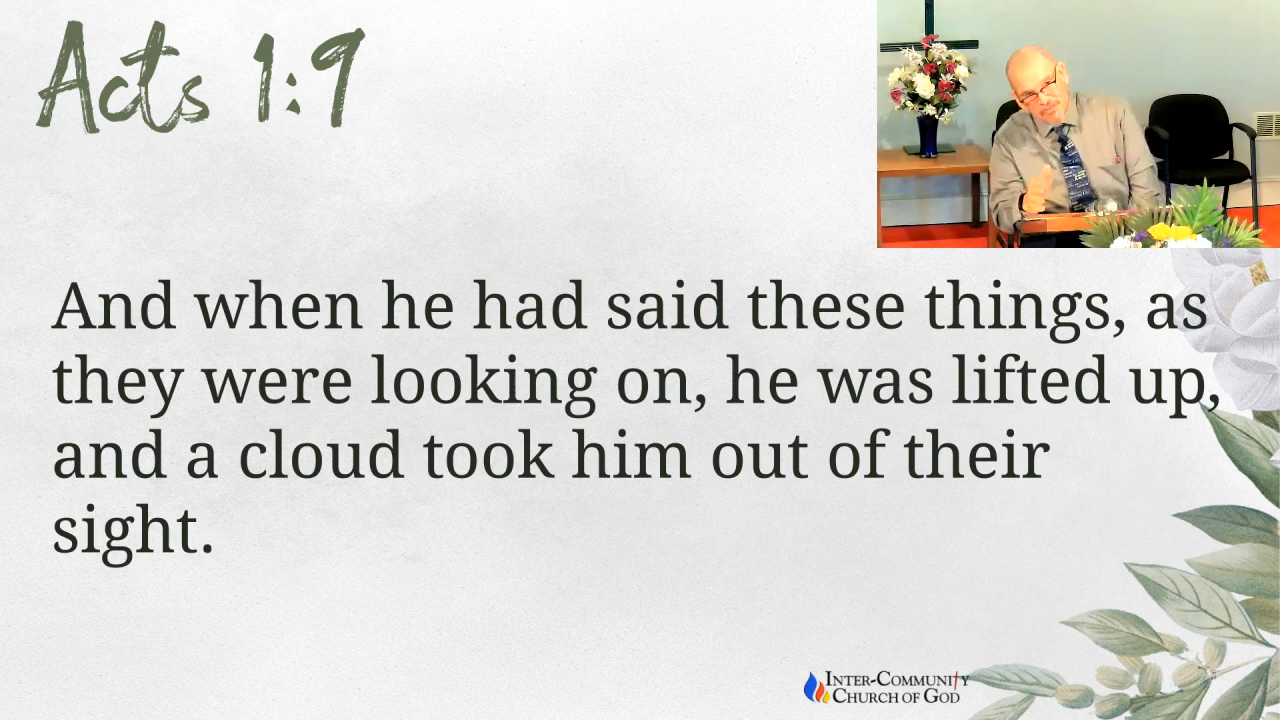 Acts 1:9
And when he had said these things, as
they were looking on, he was lifted up,
and a cloud took him out of their
sight.
INTER-COMMUNITY
CHURCH OF GOD